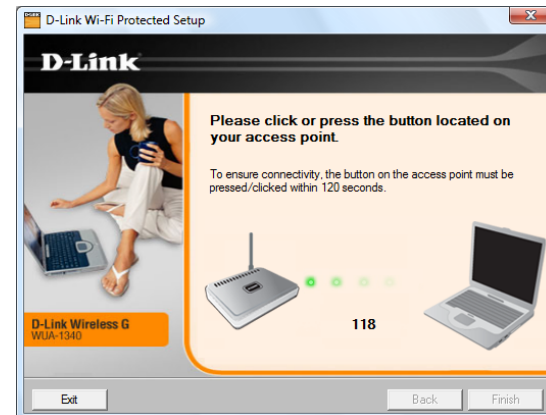 D-Link Wi-Fi Protected Setup
D-Link
Please click or press the button located on
your access point.
To ensure connectivity, the button on the access point must be
pressed/clicked within 120 seconds.
118
D-Link Wireless G
WUA-1340
Exit
Back
Finish